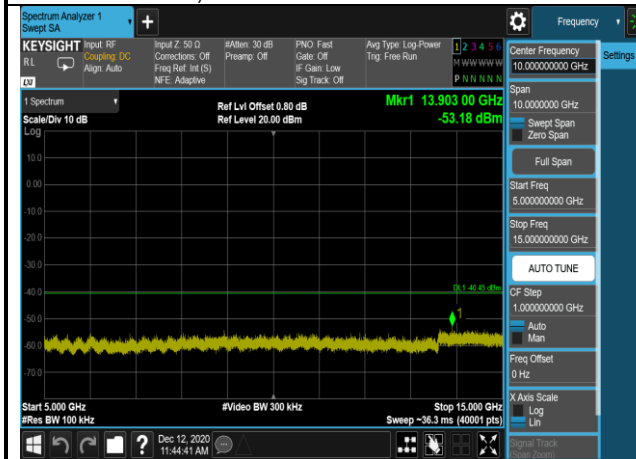 Spectrum Analyzer 1
Swept SA
Frequency
KEYSIGHT
RL
Input: RF
Coupling: DC
Align: Auto
Input Z: 50 Ω
Corrections: Off
Freq Ref: Int (S)
NFE: Adaptive
#Atten: 30 dB
Preamp: Off
PNO: Fast
Gate: Off
IF Gain: Low
Sig Track: Off
Avg Type: Log-Power
Trig: Free Run
1 2 3 4 5 6
M W W W W W
P N N N N N
1 Spectrum
Scale/Div 10 dB
Log
Ref Lvl Offset 0.80 dB
Ref Level 20.00 dBm
Mkr1 13.903 00 GHz
-53.18 dBm
10.0
0.00
-10.0
-20.0
-30.0
-40.0
-50.0
-60.0
-70.0
DL1 -40.45 dBm
1
Start 5.000 GHz
#Res BW 100 kHz
#Video BW 300 kHz
Stop 15.000 GHz
Sweep ~36.3 ms (40001 pts)
Dec 12, 2020
11:44:41 AM
Settings
Center Frequency
10.000000000 GHz
Span
10.0000000 GHz
Swept Span
Zero Span
Full Span
Start Freq
5.000000000 GHz
Stop Freq
15.000000000 GHz
AUTO TUNE
CF Step
1.000000000 GHz
Auto
Man
Freq Offset
0 Hz
X Axis Scale
Log
Lin
Signal Track
(Span Zoom)